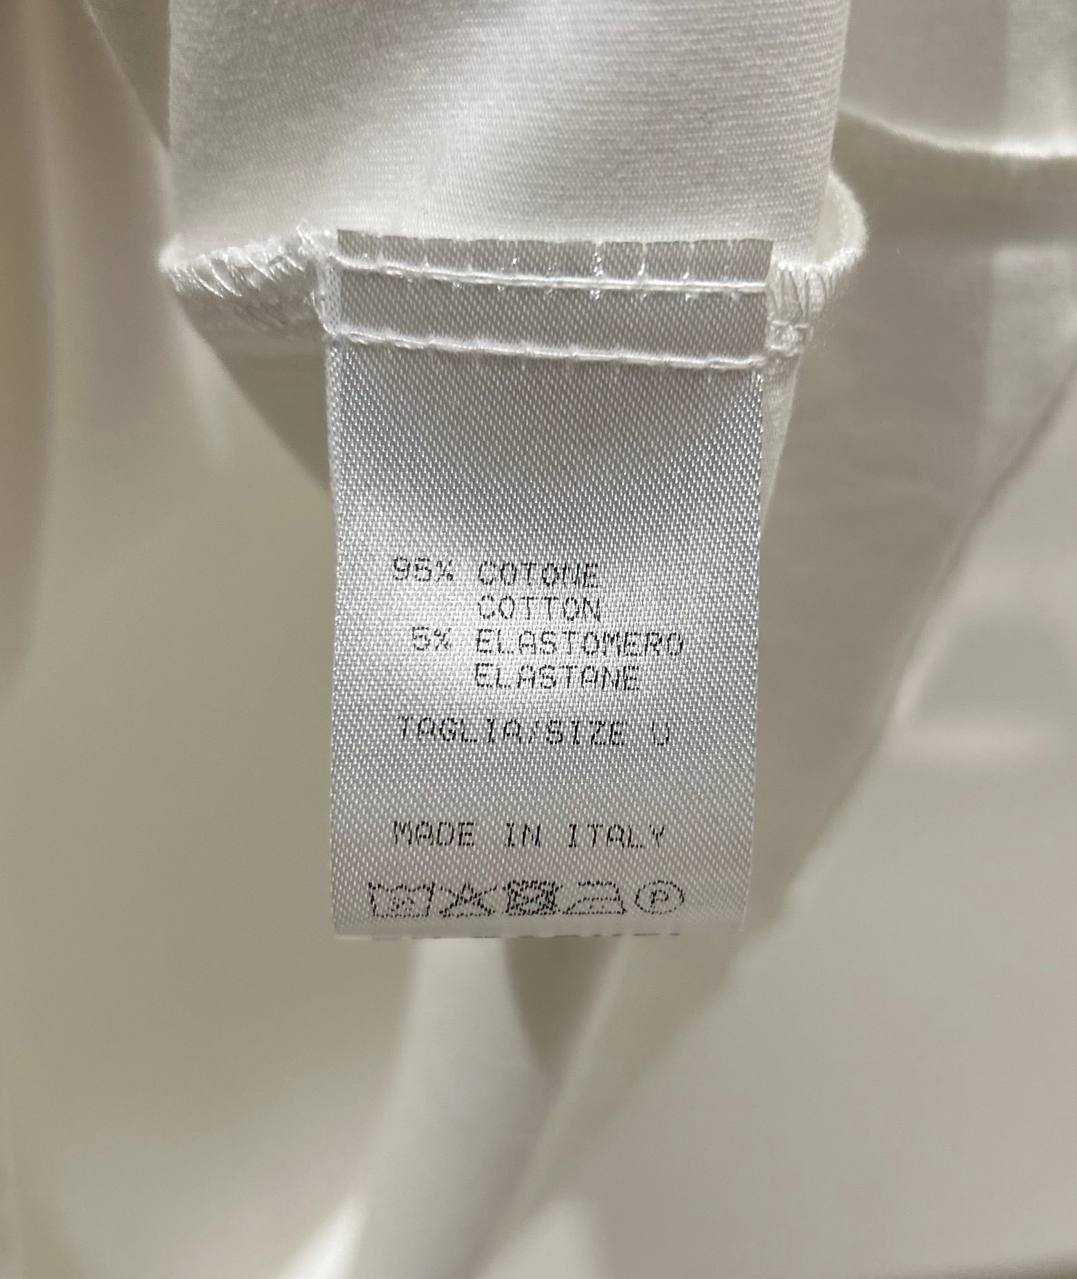 95% COTONE
COTTON
5% ELASTOMERO
ELASTANE
TAGLIA/SIZE U
MADE IN ITALY
P